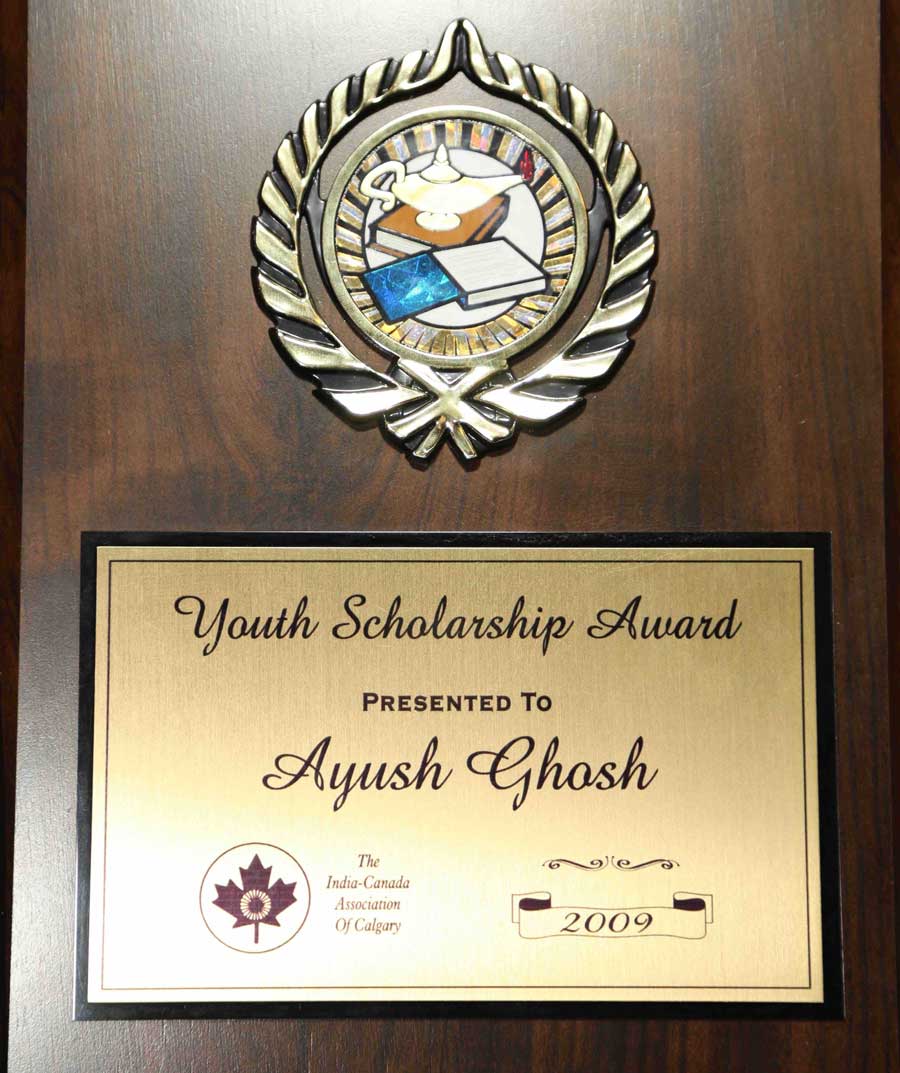 Youth Scholarship Award
PRESENTED TO
Ayush Ghosh
The
India-Canada
Association
Of Calgary
2009